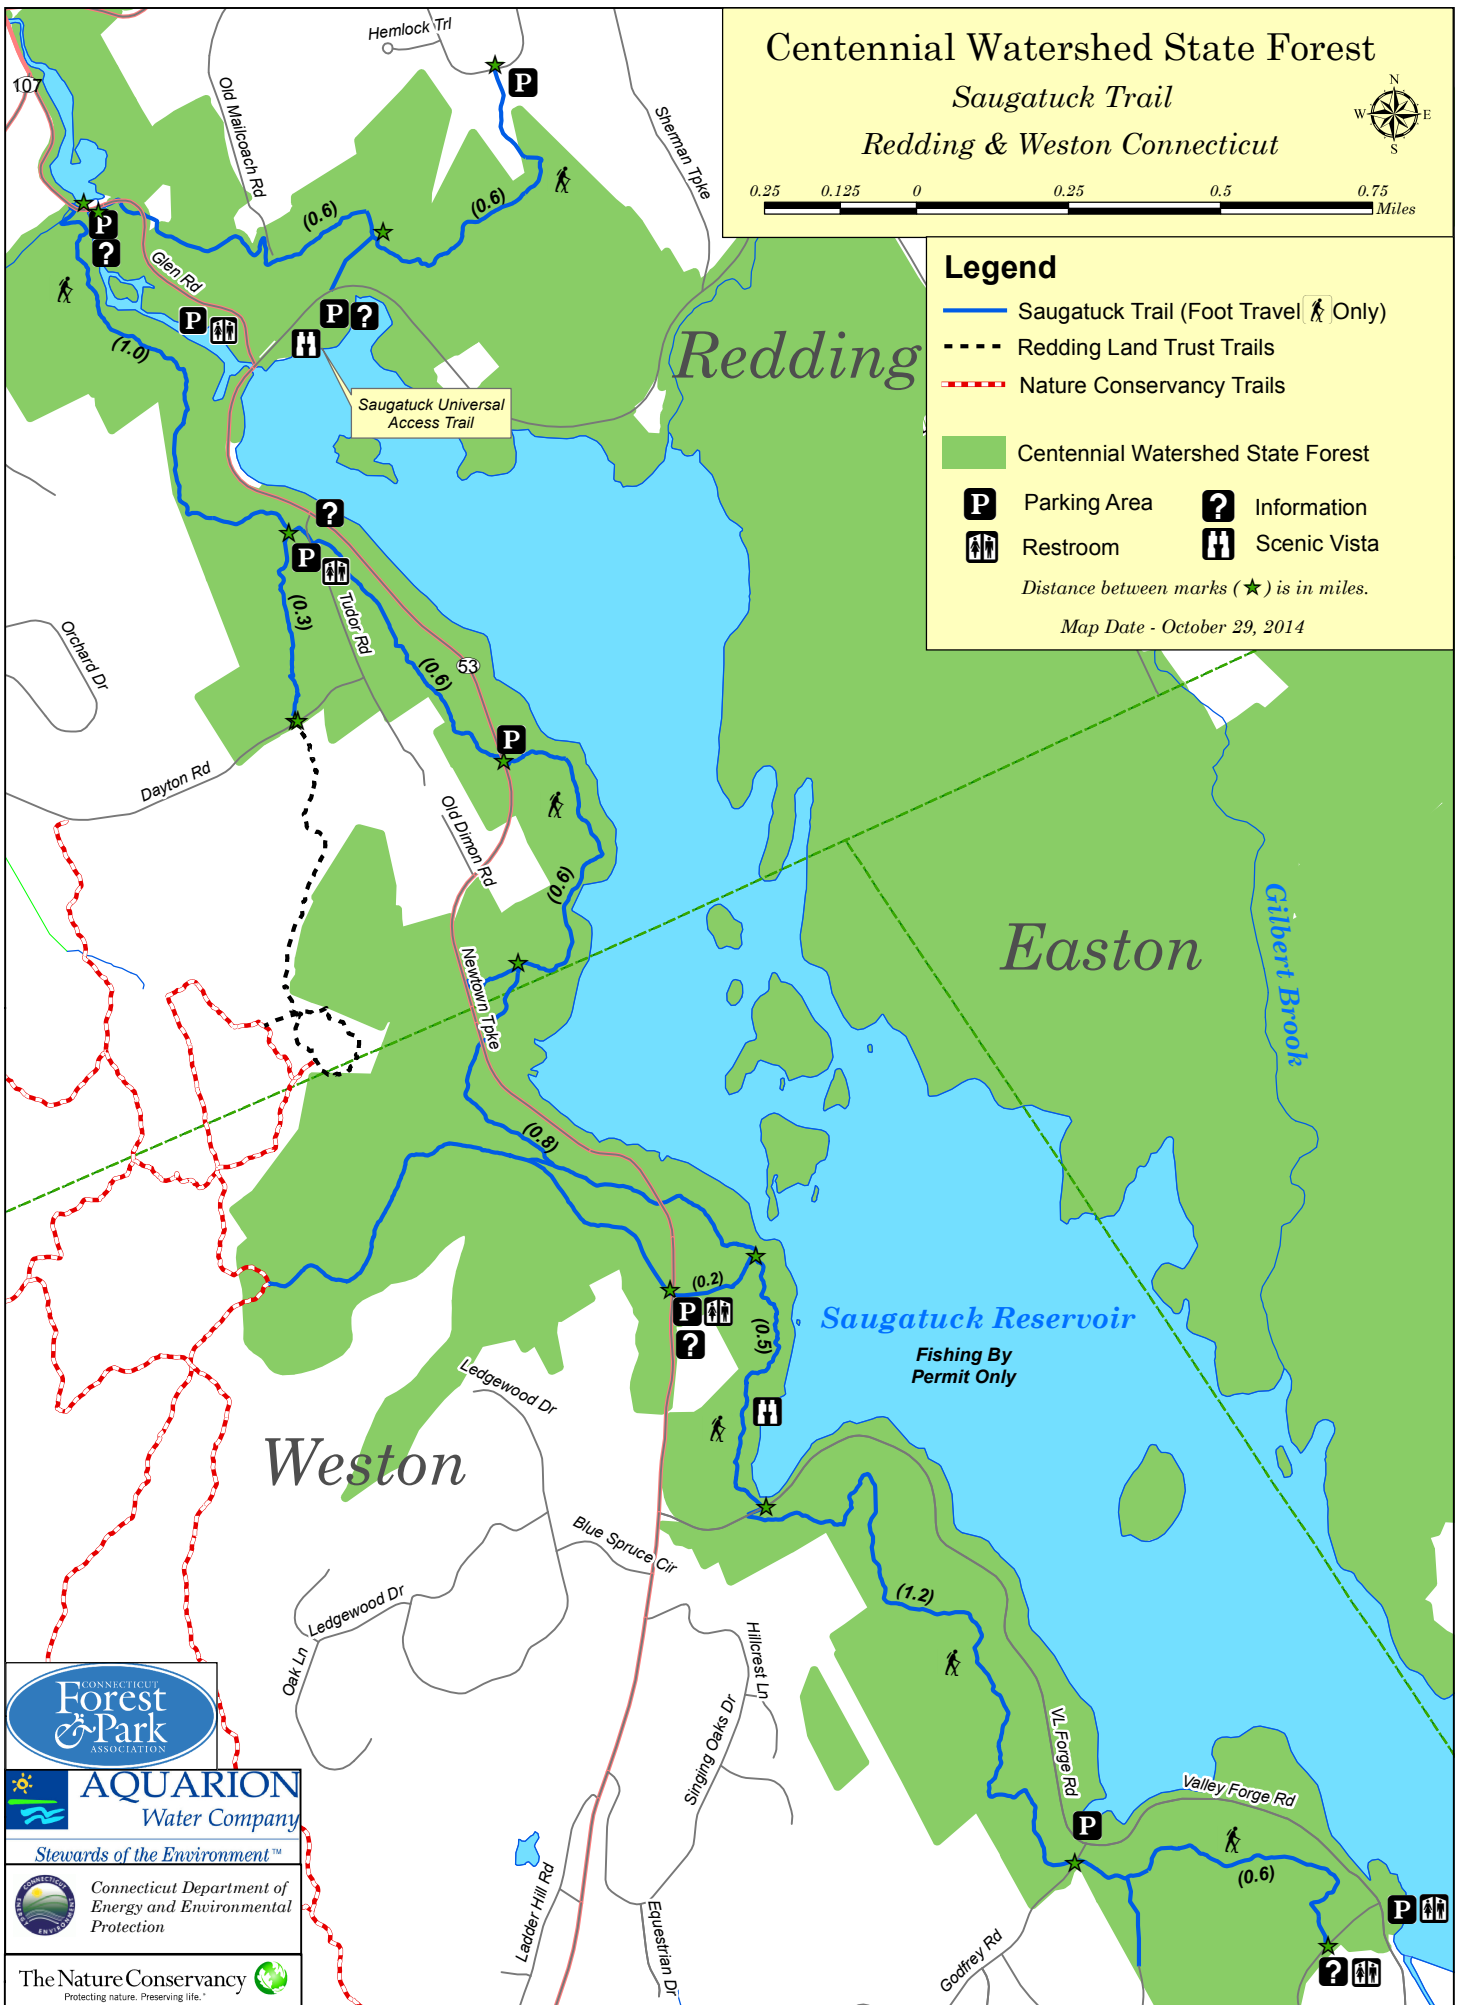 Centennial Watershed State Forest
Saugatuck Trail
Redding & Weston Connecticut
N
W E
S
0.25 0.125 0 0.25 0.5 0.75
Miles
Legend
Saugatuck Trail (Foot Travel Only)
Redding Land Trust Trails
Nature Conservancy Trails
Centennial Watershed State Forest
P Parking Area
? Information
Restroom
Scenic Vista
Distance between marks ( ) is in miles.
Map Date - October 29, 2014
Hemlock Trl
P
107
Old Mailcoach Rd
Sherman Tpke
(0.6)
(0.6)
P
?
Glen Rd
P
P ?
(1.0)
Redding
Saugatuck Universal
Access Trail
?
P
(0.3)
Tudor Rd
Orchard Dr
(0.6)
53
P
Dayton Rd
Old Dimon Rd
(0.6)
Easton
Gilbert Brook
Newtown Tpke
(0.8)
(0.2)
P
?
(0.5)
Saugatuck Reservoir
Fishing By
Permit Only
Ledgewood Dr
Weston
Blue Spruce Cir
Ledgewood Dr
(1.2)
Oak Ln
Hillcrest Ln
Singing Oaks Dr
VL Forge Rd
Valley Forge Rd
P
(0.6)
Ladder Hill Rd
Equestrian Dr
Godfrey Rd
P
?
CONNECTICUT
Forest
& Park
ASSOCIATION
AQUARION
Water Company
Stewards of the Environment™
Connecticut Department of
Energy and Environmental
Protection
The Nature Conservancy
Protecting nature. Preserving life.